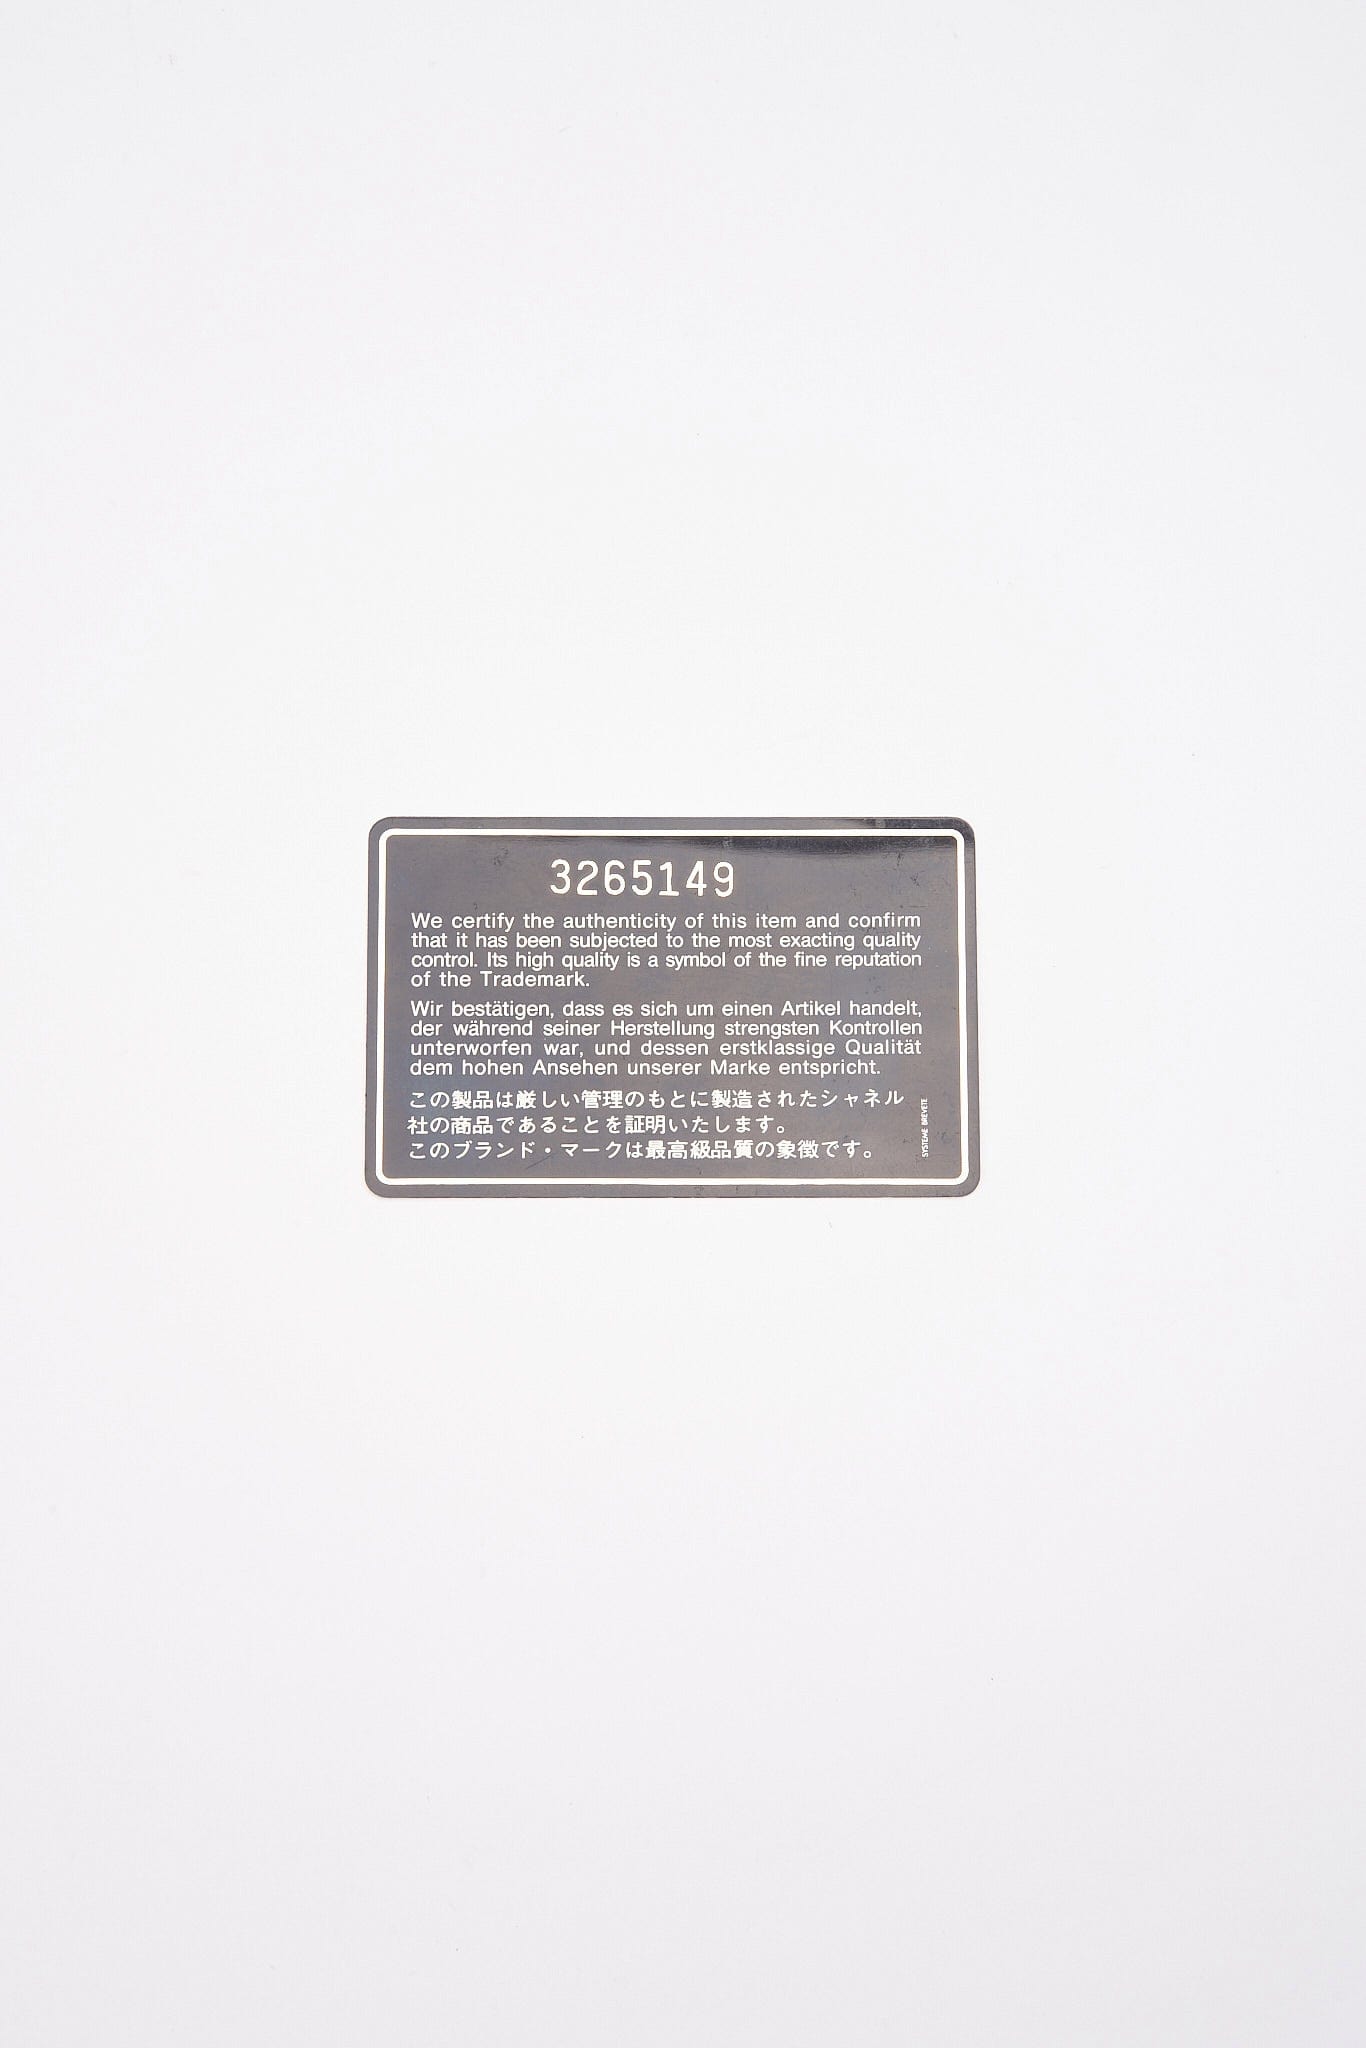 3265149
We certify the authenticity of this item and confirm
that it has been subjected to the most exacting quality
control. Its high quality is a symbol of the fine reputation
of the Trademark.
Wir bestätigen, dass es sich um einen Artikel handelt,
der während seiner Herstellung strengsten Kontrollen
unterworfen war, und dessen erstklassige Qualität
dem hohen Ansehen unserer Marke entspricht.
この製品は厳しい管理のもとに製造されたシャネル
社の商品であることを証明いたします。
このブランド・マークは最高級品質の象徴です。
SYSTEME BREVETE